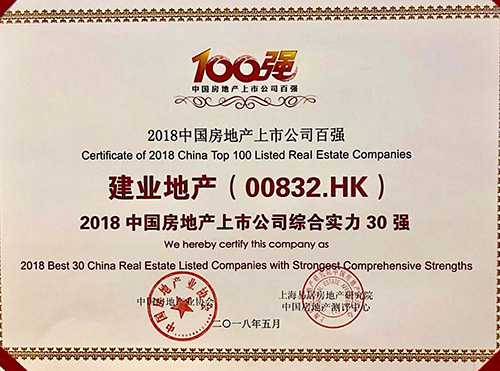 100强
中国房地产上市公司百强
2018中国房地产上市公司百强
Certificate of 2018 China Top 100 Listed Real Estate Companies
建业地产（00832.HK）
2018 中国房地产上市公司综合实力 30 强
We hereby certify this company as
2018 Best 30 China Real Estate Listed Companies with Strongest Comprehensive Strengths
中国房地产业协会
上海易居房地产研究院
中国房地产测评中心
二〇一八年五月